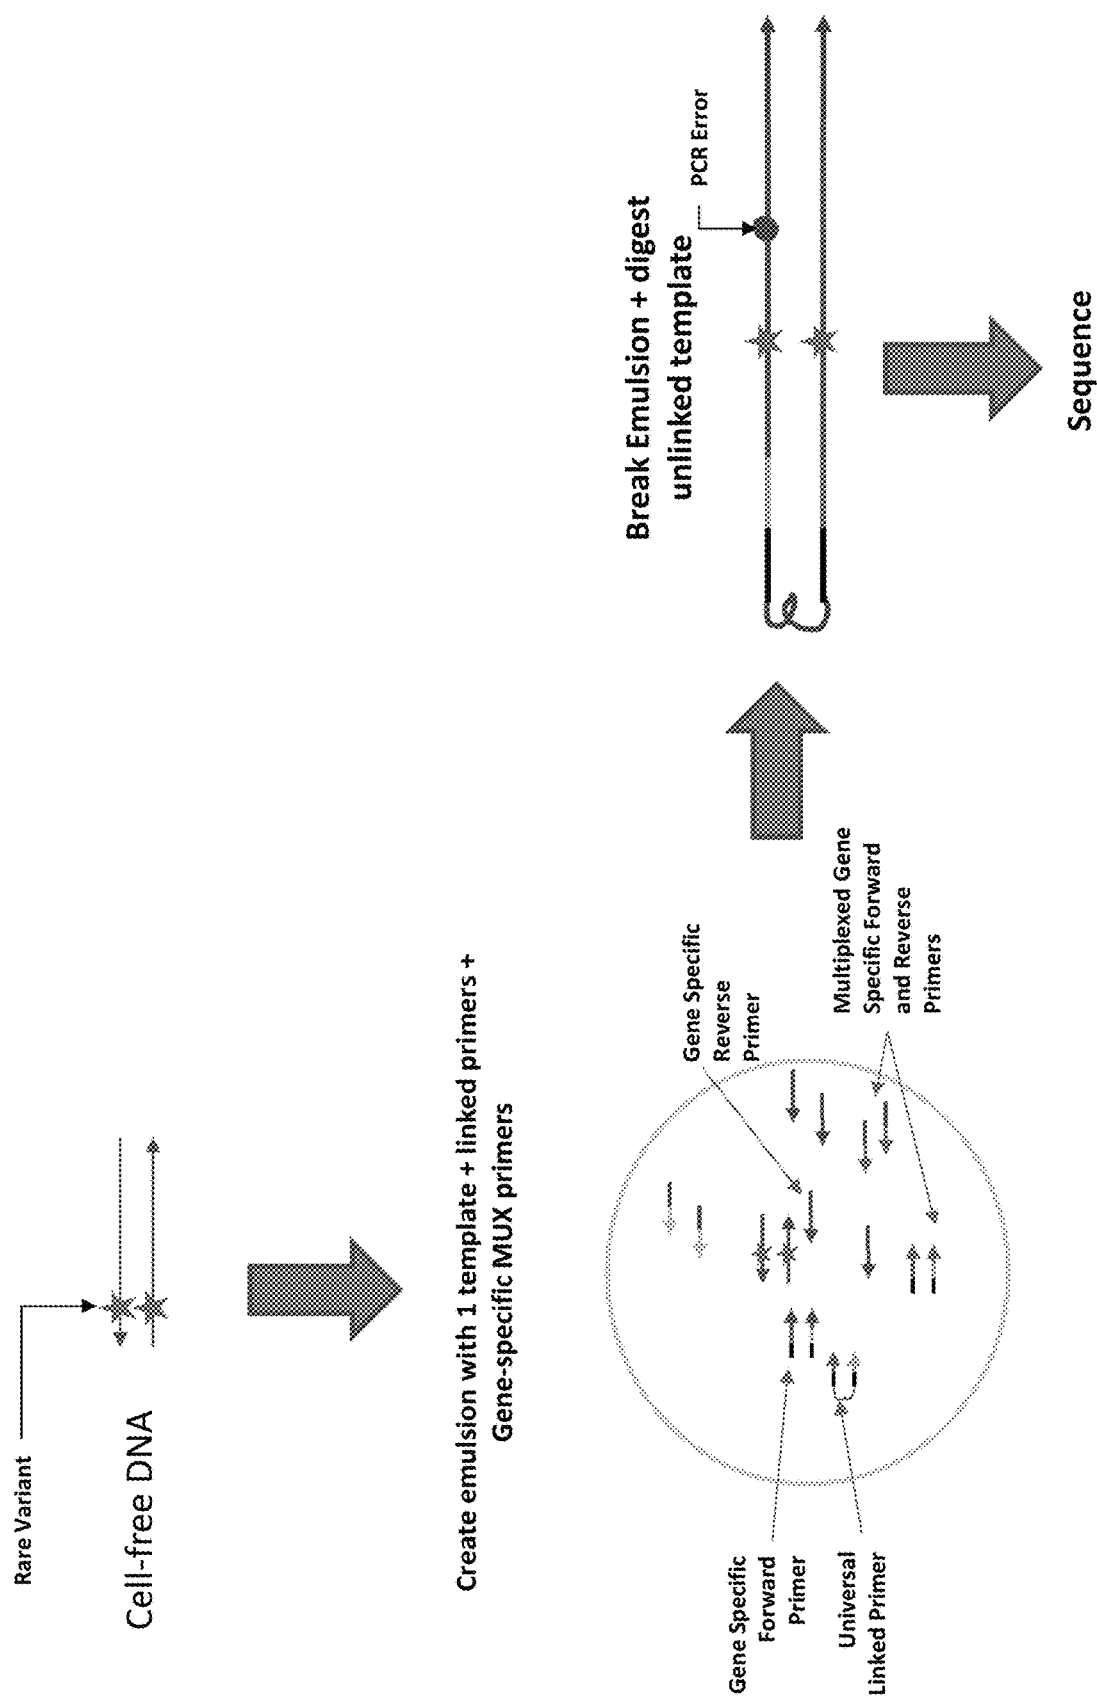 Rare Variant
Cell-free DNA
Create emulsion with 1 template + linked primers +
Gene-specific MUX primers
Gene Specific
Forward
Primer
Universal
Linked Primer
Gene Specific
Reverse
Primer
Multiplexed Gene
Specific Forward
and Reverse
Primers
Break Emulsion + digest
unlinked template
PCR Error
Sequence